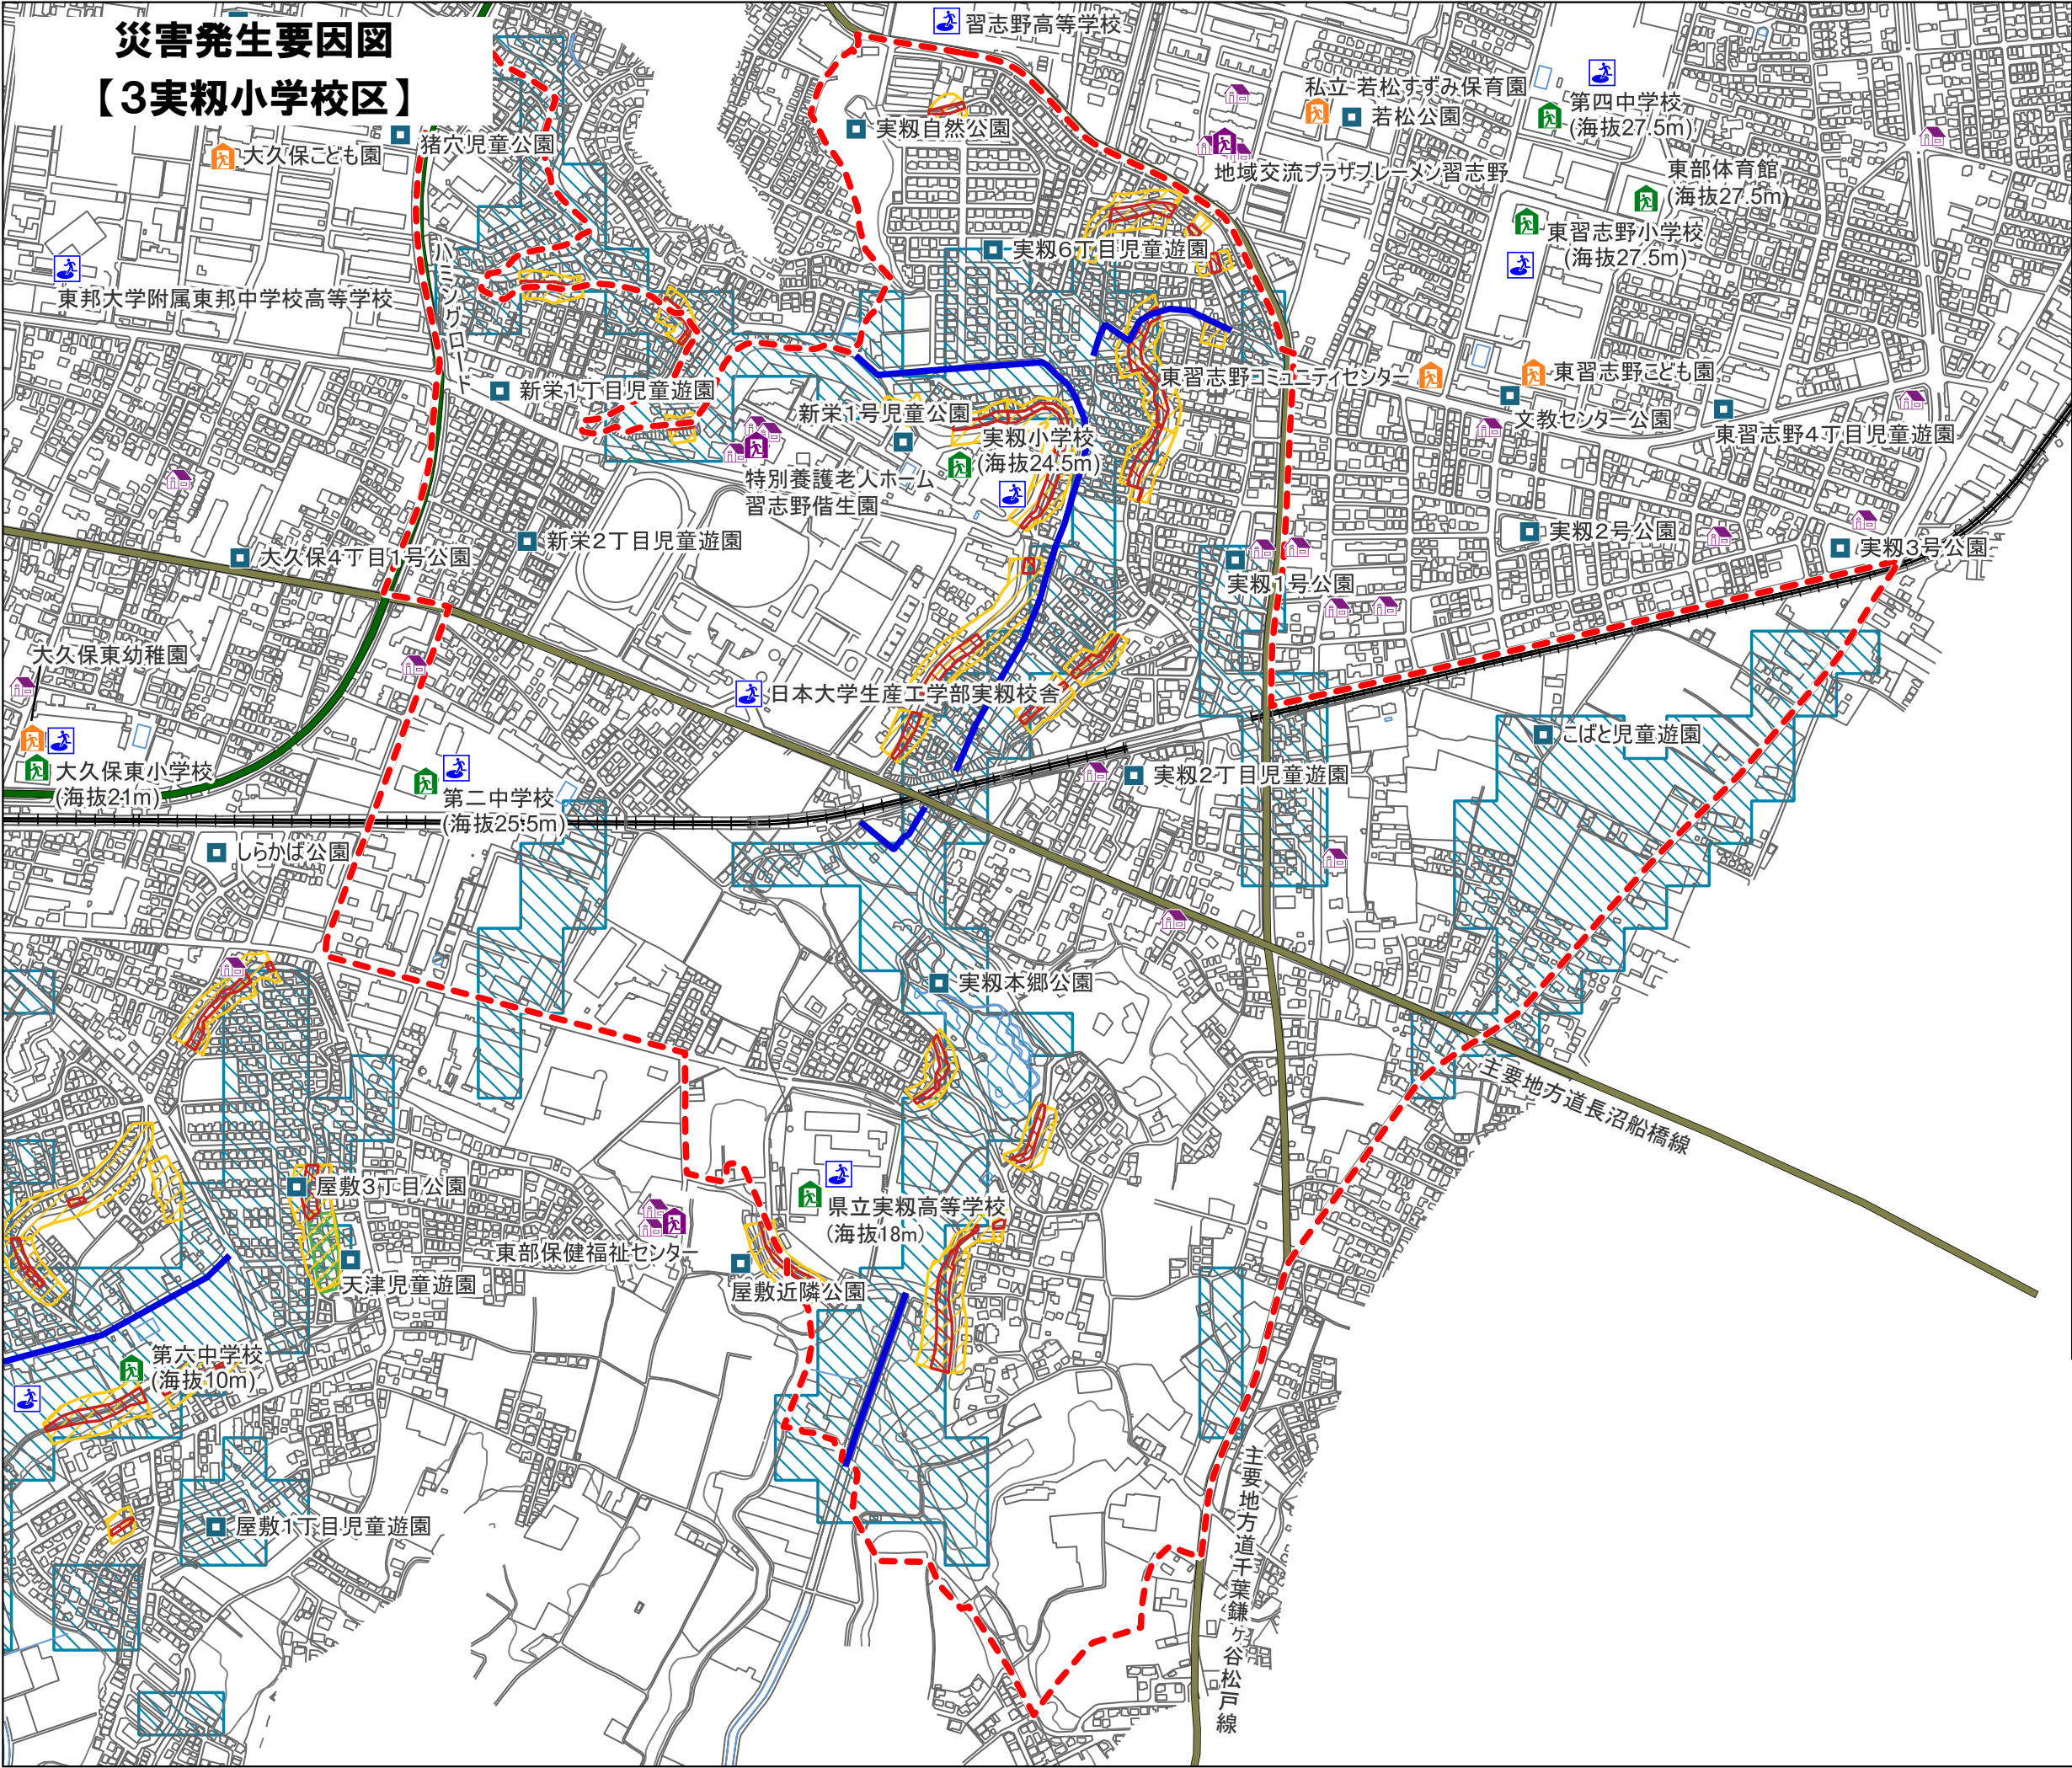 災害発生要因図
【３実籾小学校区】
習志野高等学校
私立 若松すずみ保育園
若松公園
第四中学校
(海抜27.5m)
実籾自然公園
猪穴児童公園
大久保こども園
地域交流プラザブレーメン習志野
東部体育館
(海抜27.5m)
東習志野小学校
(海抜27.5m)
実籾6丁目児童遊園
東邦大学附属東邦中学校高等学校
ハミングロード
新栄1丁目児童遊園
新栄1号児童公園
東習志野コミュニティセンター
東習志野こども園
文教センター公園
東習志野4丁目児童遊園
実籾小学校
(海抜24.5m)
特別養護老人ホーム
習志野偕生園
新栄2丁目児童遊園
大久保4丁目1号公園
実籾2号公園
実籾3号公園
実籾1号公園
大久保東幼稚園
日本大学生産工学部実籾校舎
こばと児童遊園
大久保東小学校
(海抜21m)
第二中学校
(海抜25.5m)
実籾2丁目児童遊園
しらかば公園
実籾本郷公園
主要地方道長沼船橋線
屋敷3丁目公園
県立実籾高等学校
(海抜18m)
東部保健福祉センター
天津児童遊園
屋敷近隣公園
第六中学校
(海抜10m)
主要地方道千葉鎌ヶ谷松戸線
屋敷1丁目児童遊園